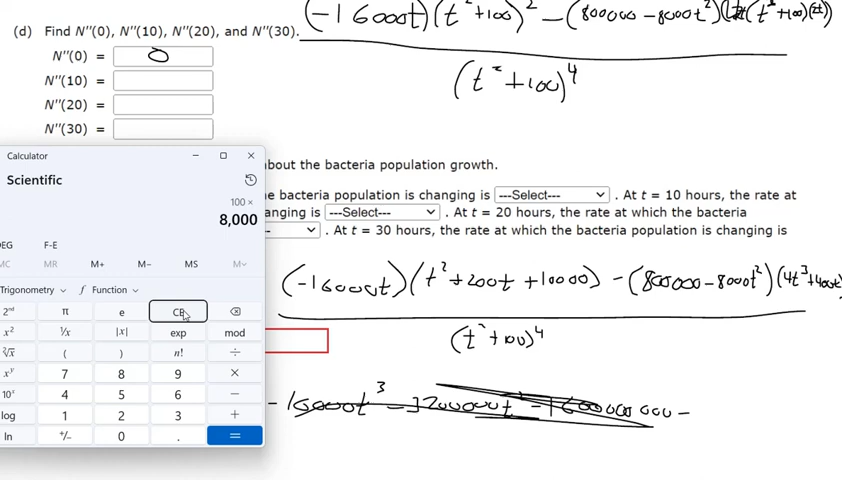 (-16000t)(t²+100)² -(800000-8000t²)(t²+100)(2t)
(d) Find N''(0), N''(10), N''(20), and N''(30).
N''(0) = 0
(t²+100)⁴
N''(10) =
N''(20) =
N''(30) =
Calculator
about the bacteria population growth.
Scientific
he bacteria population is changing is ---Select---. At t = 10 hours, the rate at
100 ×
8,000
anging is ---Select---. At t = 20 hours, the rate at which the bacteria
. At t = 30 hours, the rate at which the bacteria population is changing is
DEG F-E
MC MR M+ M− MS M
Trigonometry f Function
(-16000t)(t²+200t+10000) -(800000-8000t²)(4t³+400t)
2ⁿᵈ π e CE
x² ¹/x |x| exp mod
(t²+100)⁴
²√x ( ) n! ÷
xʸ 7 8 9 ×
10ˣ 4 5 6 −
-16000t³ -3200000t² -1600000000-
log 1 2 3 +
ln +/− 0 . =